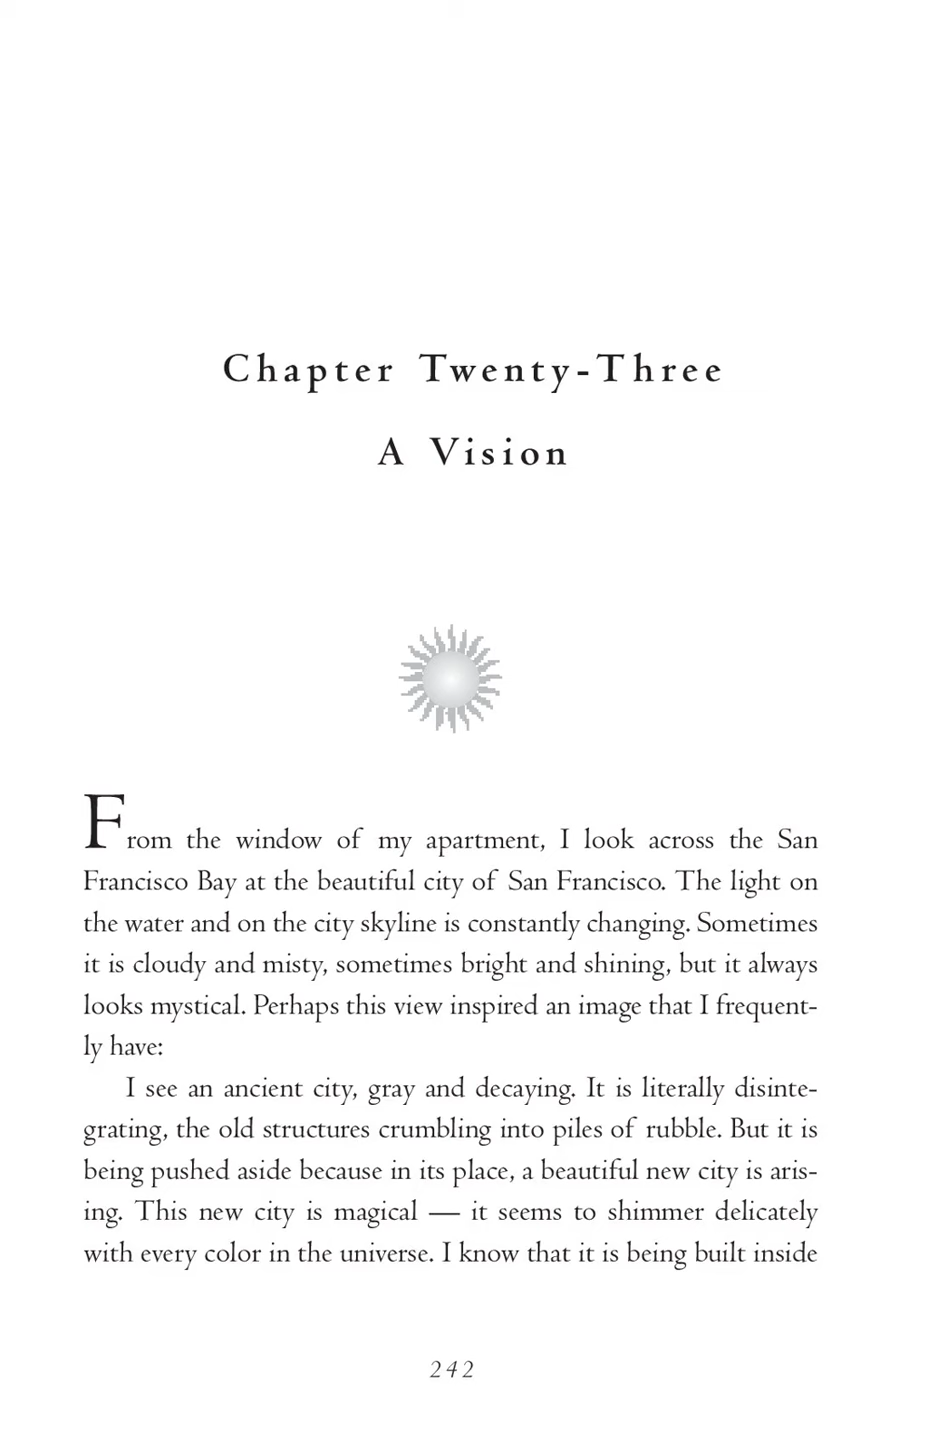 Chapter Twenty-Three
A Vision
From the window of my apartment, I look across the San
Francisco Bay at the beautiful city of San Francisco. The light on
the water and on the city skyline is constantly changing. Sometimes
it is cloudy and misty, sometimes bright and shining, but it always
looks mystical. Perhaps this view inspired an image that I frequent-
ly have:
I see an ancient city, gray and decaying. It is literally disinte-
grating, the old structures crumbling into piles of rubble. But it is
being pushed aside because in its place, a beautiful new city is aris-
ing. This new city is magical — it seems to shimmer delicately
with every color in the universe. I know that it is being built inside
242